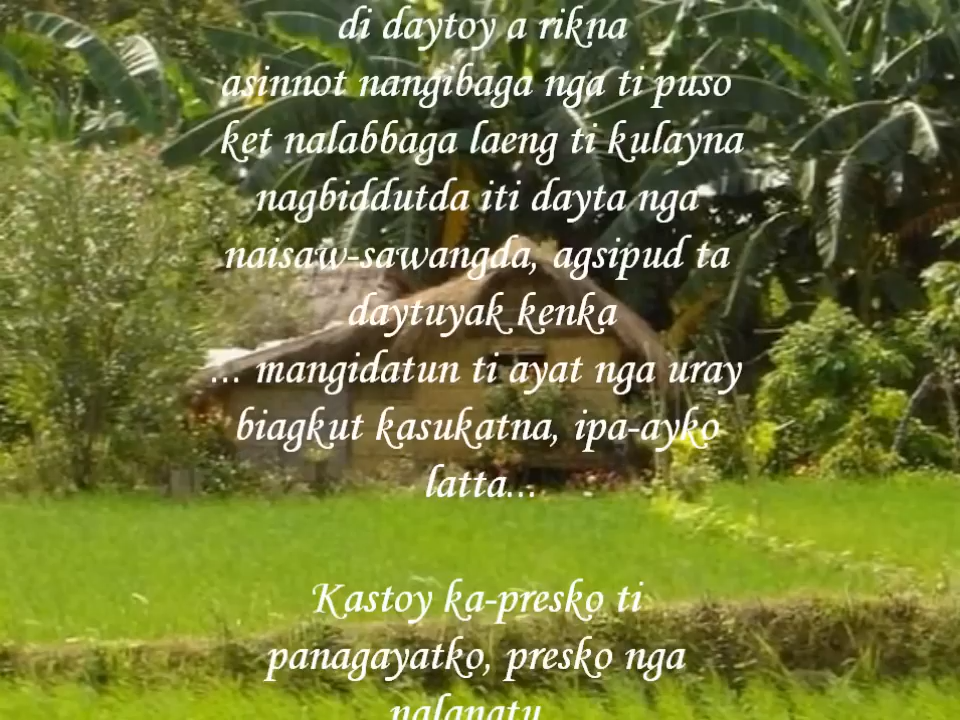 di daytoy a rikna
asinnot nangibaga nga ti puso
ket nalabbaga laeng ti kulayna
nagbiddutda iti dayta nga
naisaw-sawangda, agsipud ta
daytuyak kenka
... mangidatun ti ayat nga uray
biagkut kasukatna, ipa-ayko
latta...
Kastoy ka-presko ti
panagayatko, presko nga